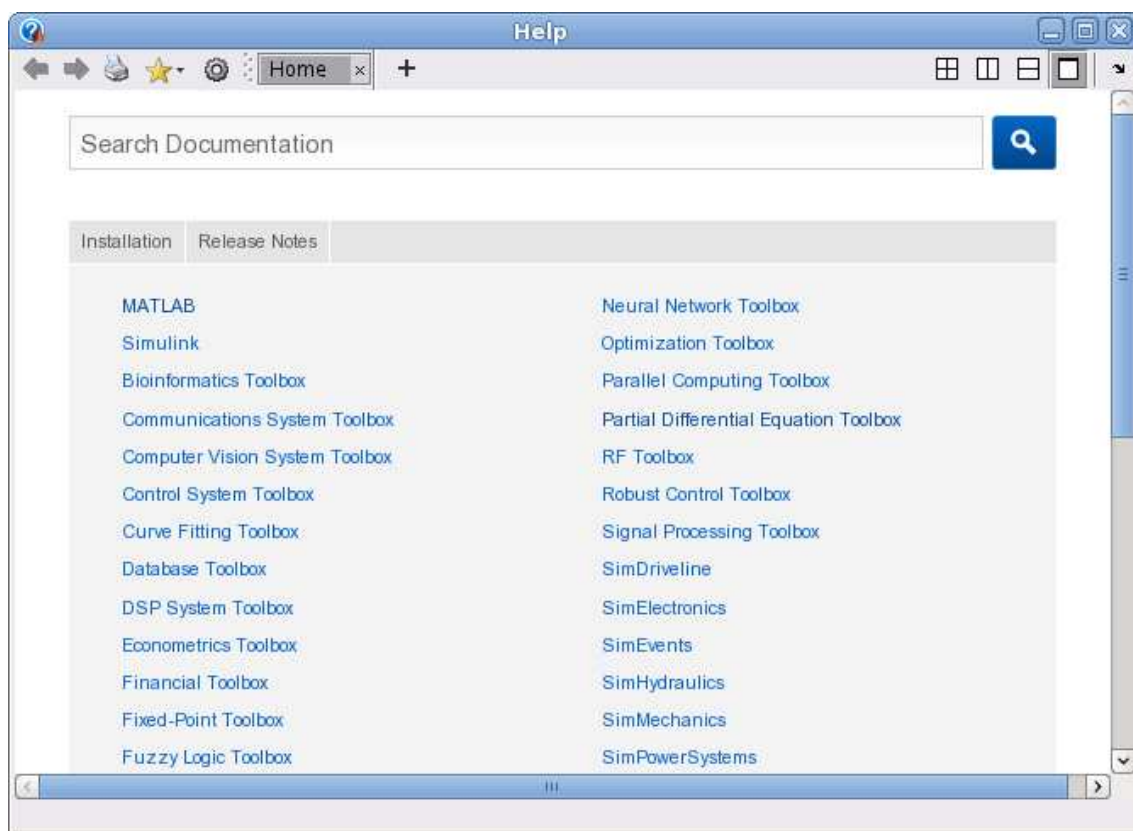 Help
Home
Search Documentation
Installation Release Notes
MATLAB
Simulink
Bioinformatics Toolbox
Communications System Toolbox
Computer Vision System Toolbox
Control System Toolbox
Curve Fitting Toolbox
Database Toolbox
DSP System Toolbox
Econometrics Toolbox
Financial Toolbox
Fixed-Point Toolbox
Fuzzy Logic Toolbox
Neural Network Toolbox
Optimization Toolbox
Parallel Computing Toolbox
Partial Differential Equation Toolbox
RF Toolbox
Robust Control Toolbox
Signal Processing Toolbox
SimDriveline
SimElectronics
SimEvents
SimHydraulics
SimMechanics
SimPowerSystems